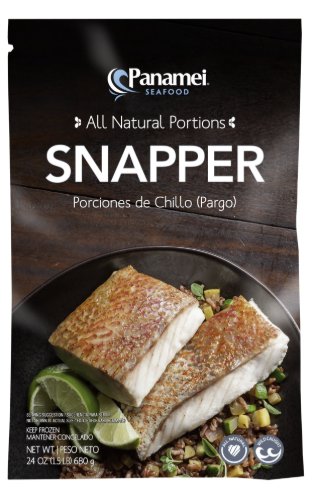 Panamei
SEAFOOD
All Natural Portions
SNAPPER
Porciones de Chillo (Pargo)
KEEP FROZEN
MANTENER CONGELADO
NET WT | PESO NETO
24 OZ (1.5 LB) 680 g